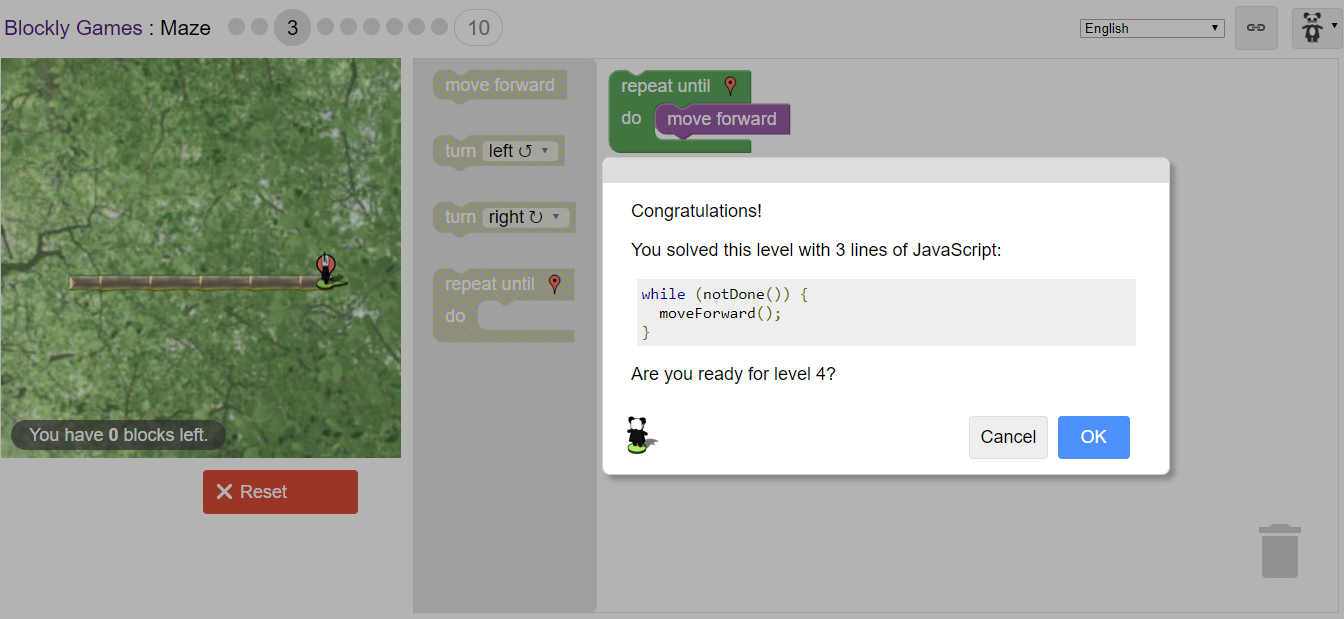 Blockly Games : Maze 3 10
English
move forward
turn left ↺
turn right ↻
repeat until
do
repeat until
do move forward
Congratulations!
You solved this level with 3 lines of JavaScript:
while (notDone()) {
  moveForward();
}
Are you ready for level 4?
Cancel OK
You have 0 blocks left.
Reset